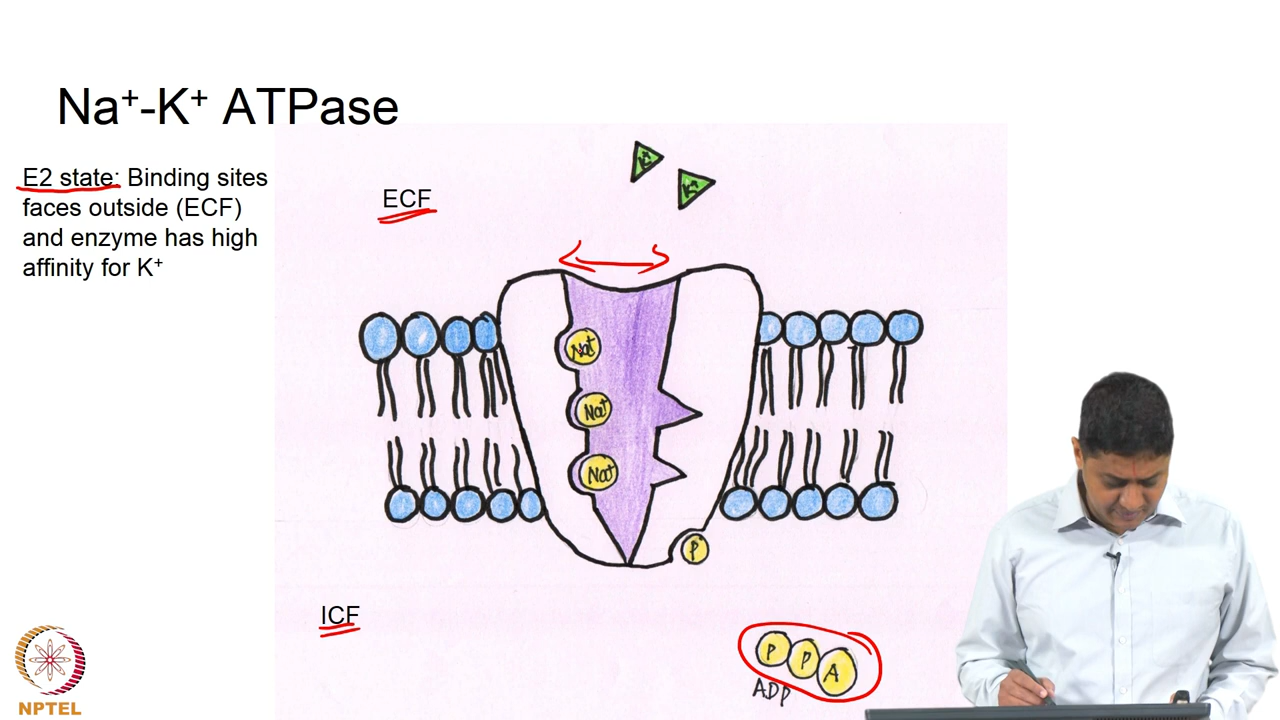 Na⁺-K⁺ ATPase
E2 state: Binding sites
faces outside (ECF)
and enzyme has high
affinity for K⁺
ECF
K⁺
K⁺
Na⁺
Na⁺
Na⁺
P
ICF
P P A
ADP
NPTEL